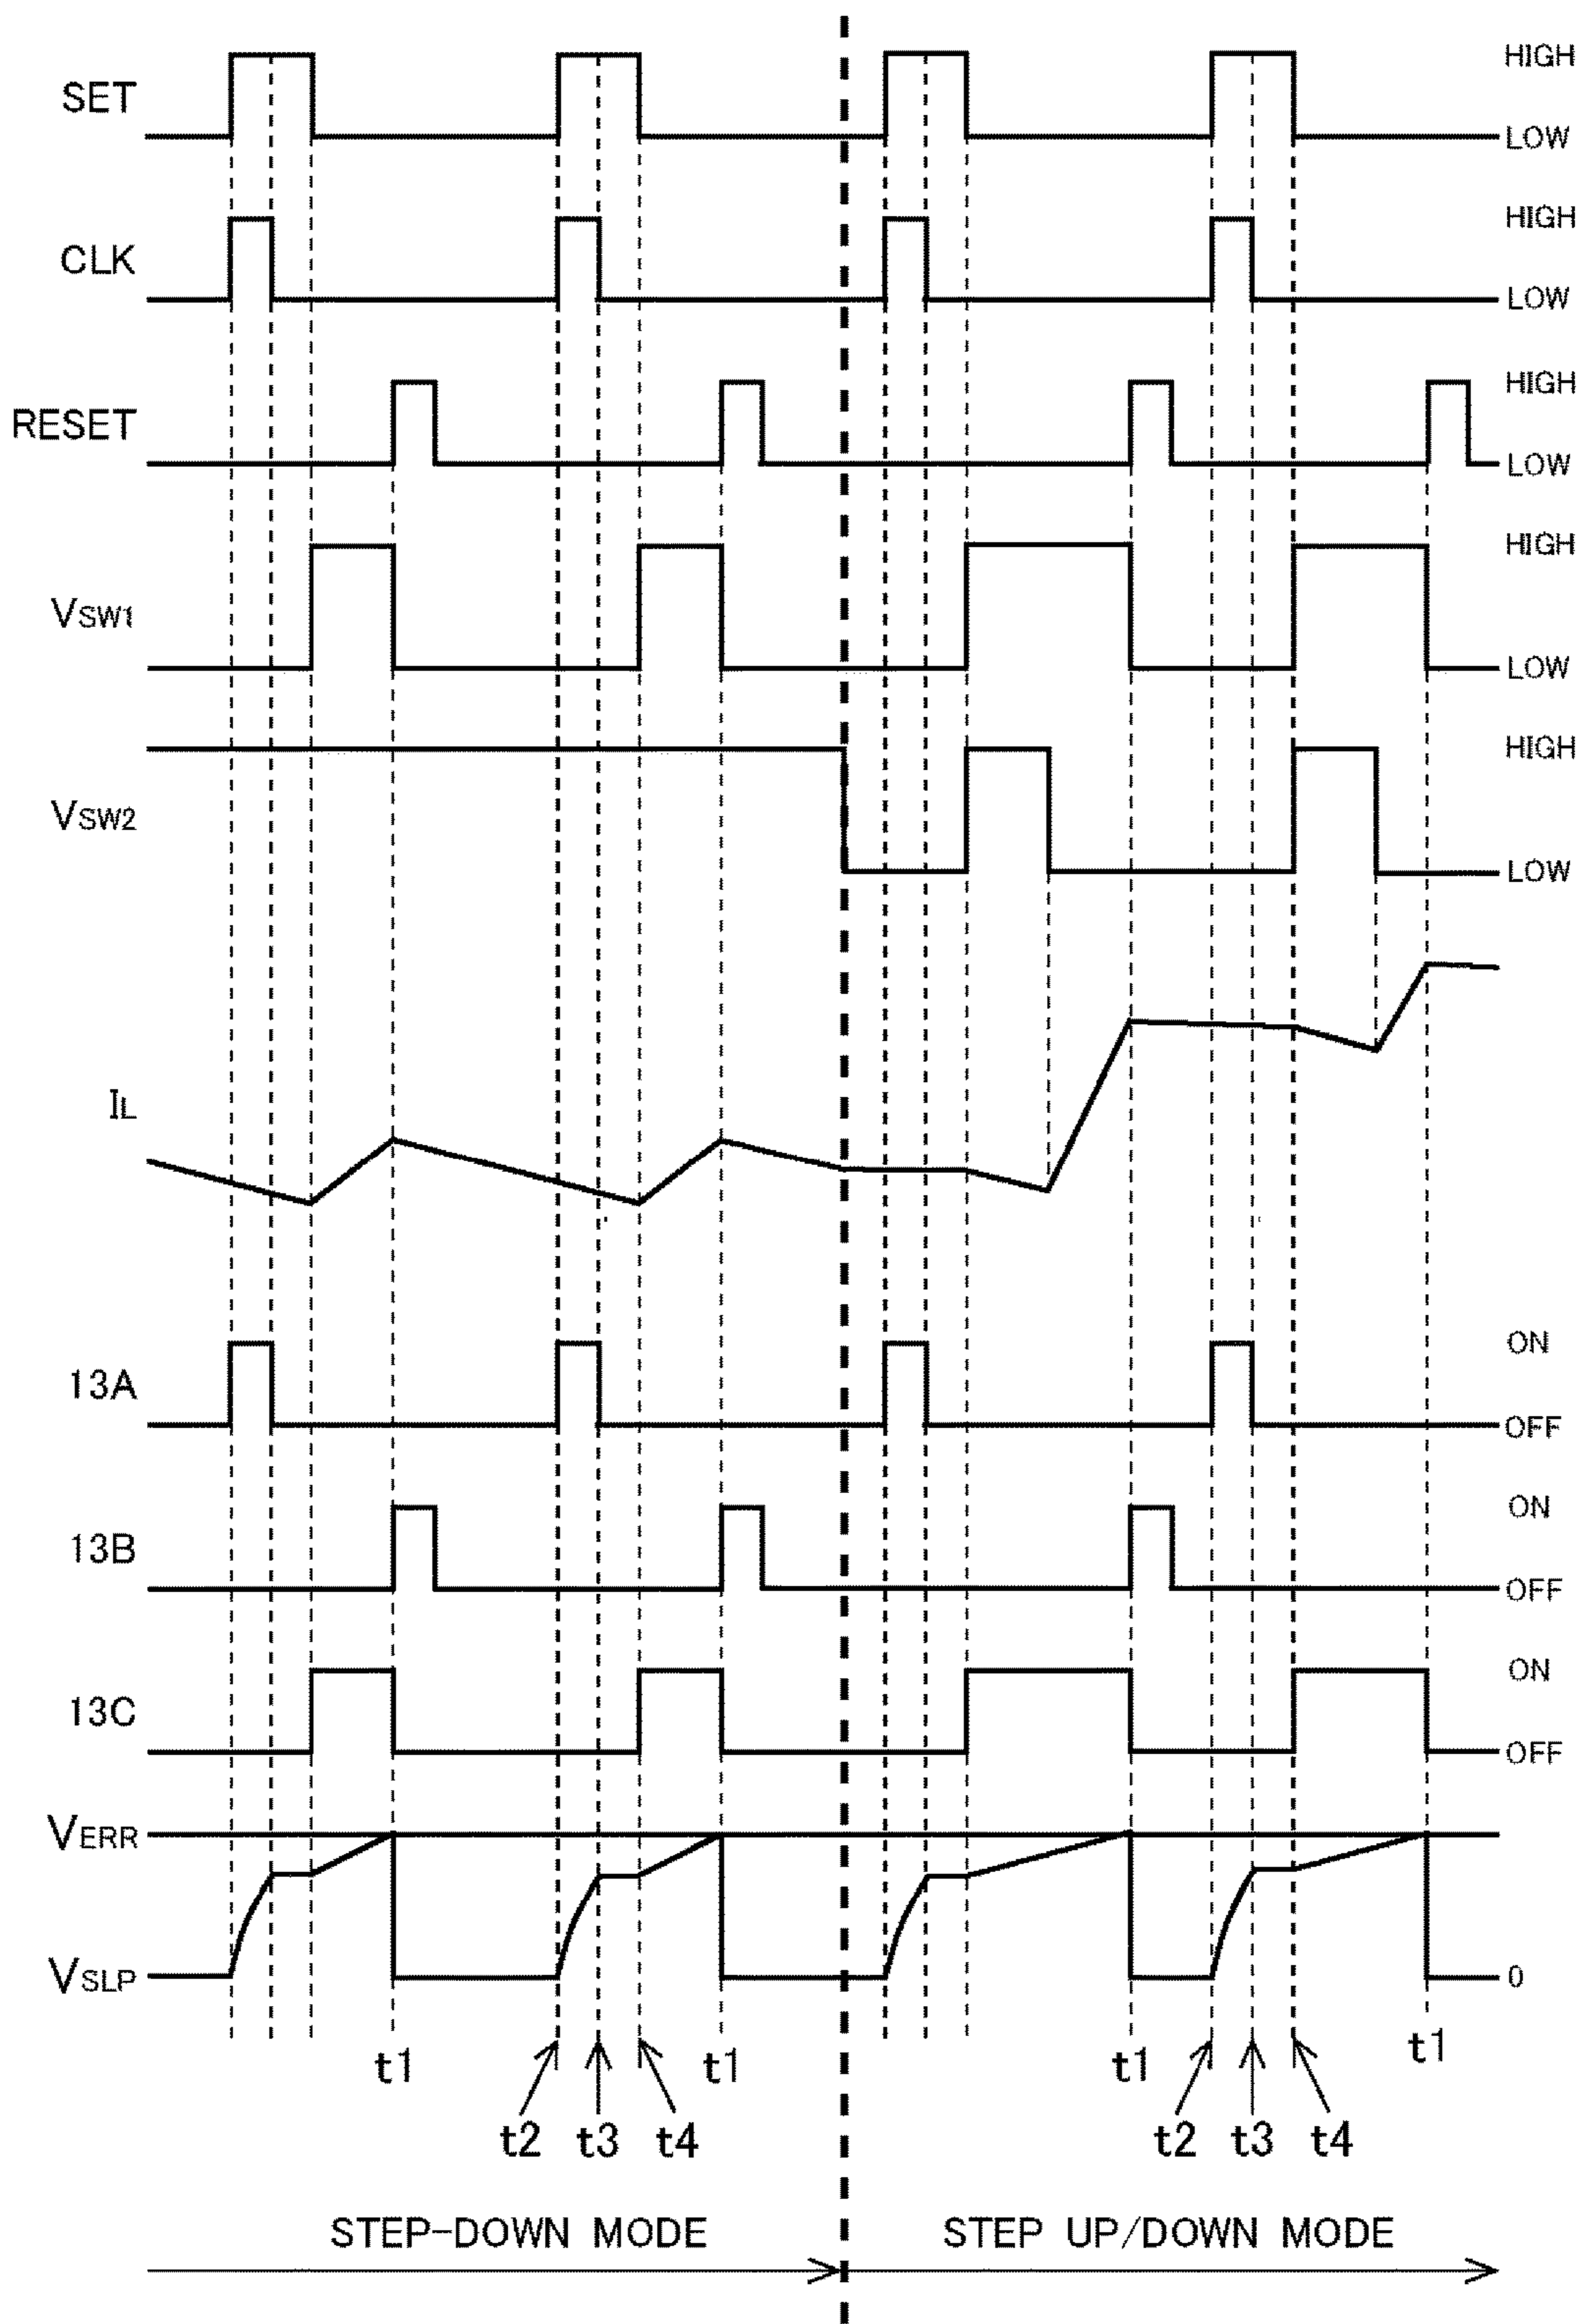 SET
HIGH
LOW
CLK
HIGH
LOW
RESET
HIGH
LOW
VSW1
HIGH
LOW
VSW2
HIGH
LOW
IL
13A
ON
OFF
13B
ON
OFF
13C
ON
OFF
VERR
VSLP
0
t1
t1
t1
t1
t2
t3
t4
t2
t3
t4
STEP-DOWN MODE
STEP UP/DOWN MODE